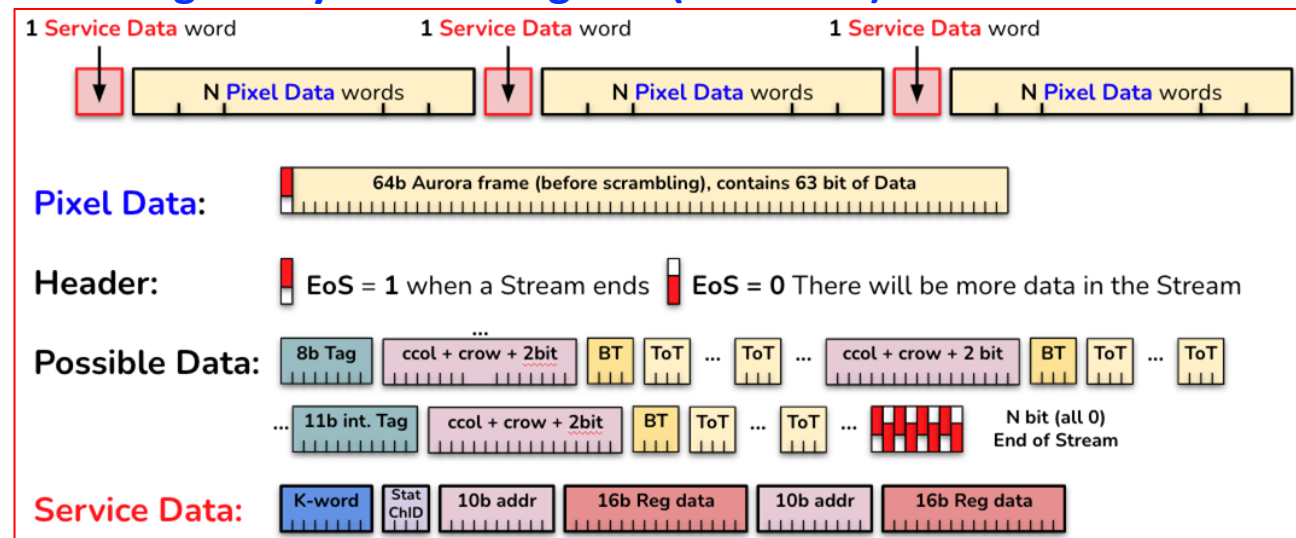 1 Service Data word 1 Service Data word 1 Service Data word
N Pixel Data words N Pixel Data words N Pixel Data words
Pixel Data:
64b Aurora frame (before scrambling), contains 63 bit of Data
Header:
EoS = 1 when a Stream ends EoS = 0 There will be more data in the Stream
Possible Data:
...
8b Tag ccol + crow + 2bit BT ToT ... ToT ... ccol + crow + 2 bit BT ToT ... ToT
... 11b int. Tag ccol + crow + 2bit BT ToT ... ToT ... N bit (all 0)
End of Stream
Service Data:
K-word Stat ChID 10b addr 16b Reg data 10b addr 16b Reg data